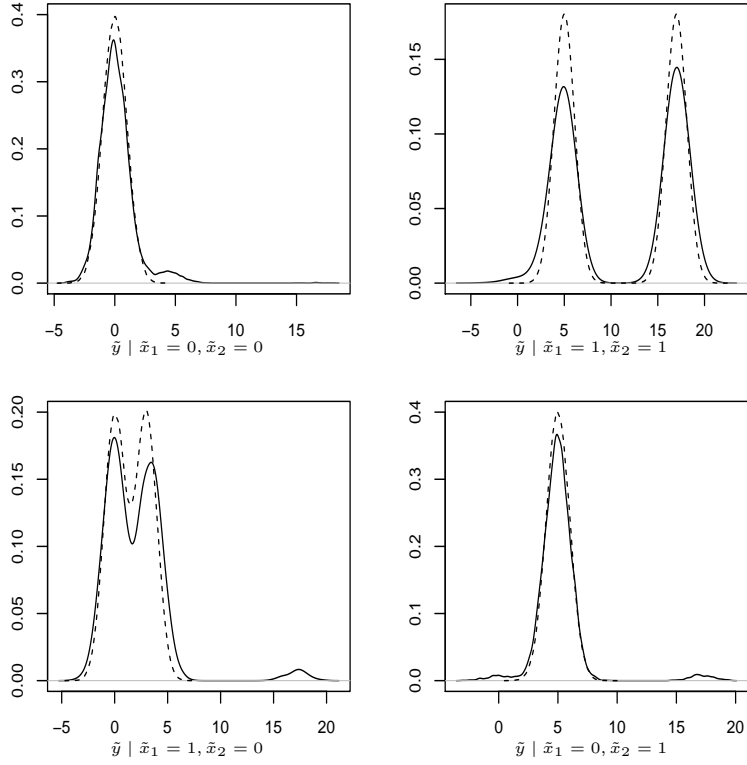 0.4
0.3
0.2
0.1
0.0
−5 0 5 10 15
ỹ | x̃₁ = 0, x̃₂ = 0
0.15
0.10
0.05
0.00
−5 0 5 10 15 20
ỹ | x̃₁ = 1, x̃₂ = 1
0.20
0.15
0.10
0.05
0.00
−5 0 5 10 15 20
ỹ | x̃₁ = 1, x̃₂ = 0
0.4
0.3
0.2
0.1
0.0
0 5 10 15 20
ỹ | x̃₁ = 0, x̃₂ = 1